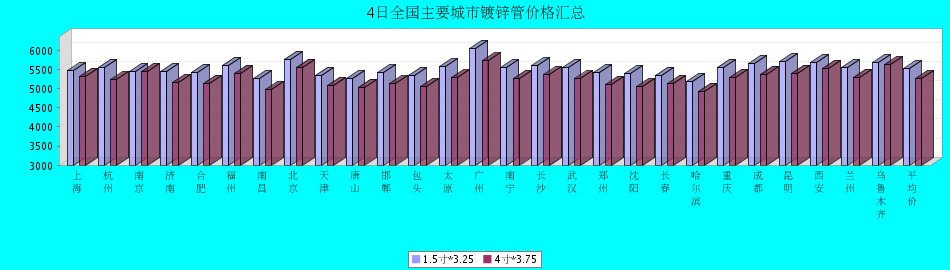 4日全国主要城市镀锌管价格汇总
6000
5500
5000
4500
4000
3500
3000
上海
杭州
南京
济南
合肥
福州
南昌
北京
天津
唐山
邯郸
包头
太原
广州
南宁
长沙
武汉
郑州
沈阳
长春
哈尔滨
重庆
成都
昆明
西安
兰州
乌鲁木齐
平均价
1.5寸*3.25
4寸*3.75